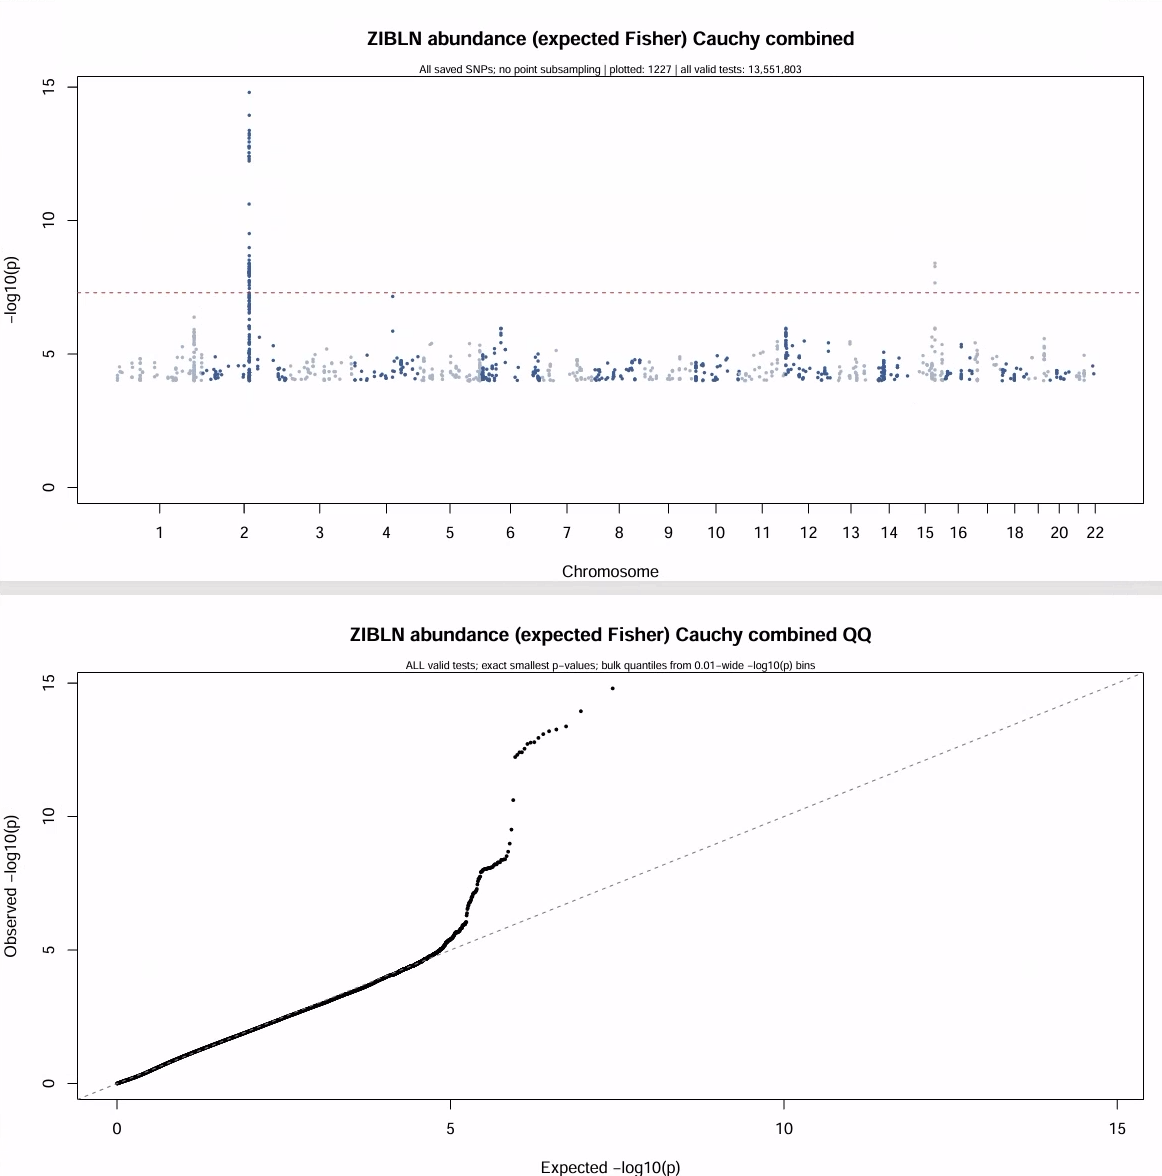 ZIBLN abundance (expected Fisher) Cauchy combined
All saved SNPs; no point subsampling | plotted: 1227 | all valid tests: 13,551,803
15
10
5
0
−log10(p)
1 2 3 4 5 6 7 8 9 10 11 12 13 14 15 16 18 20 22
Chromosome
ZIBLN abundance (expected Fisher) Cauchy combined QQ
ALL valid tests; exact smallest p−values; bulk quantiles from 0.01−wide −log10(p) bins
15
10
5
0
Observed −log10(p)
0 5 10 15
Expected −log10(p)